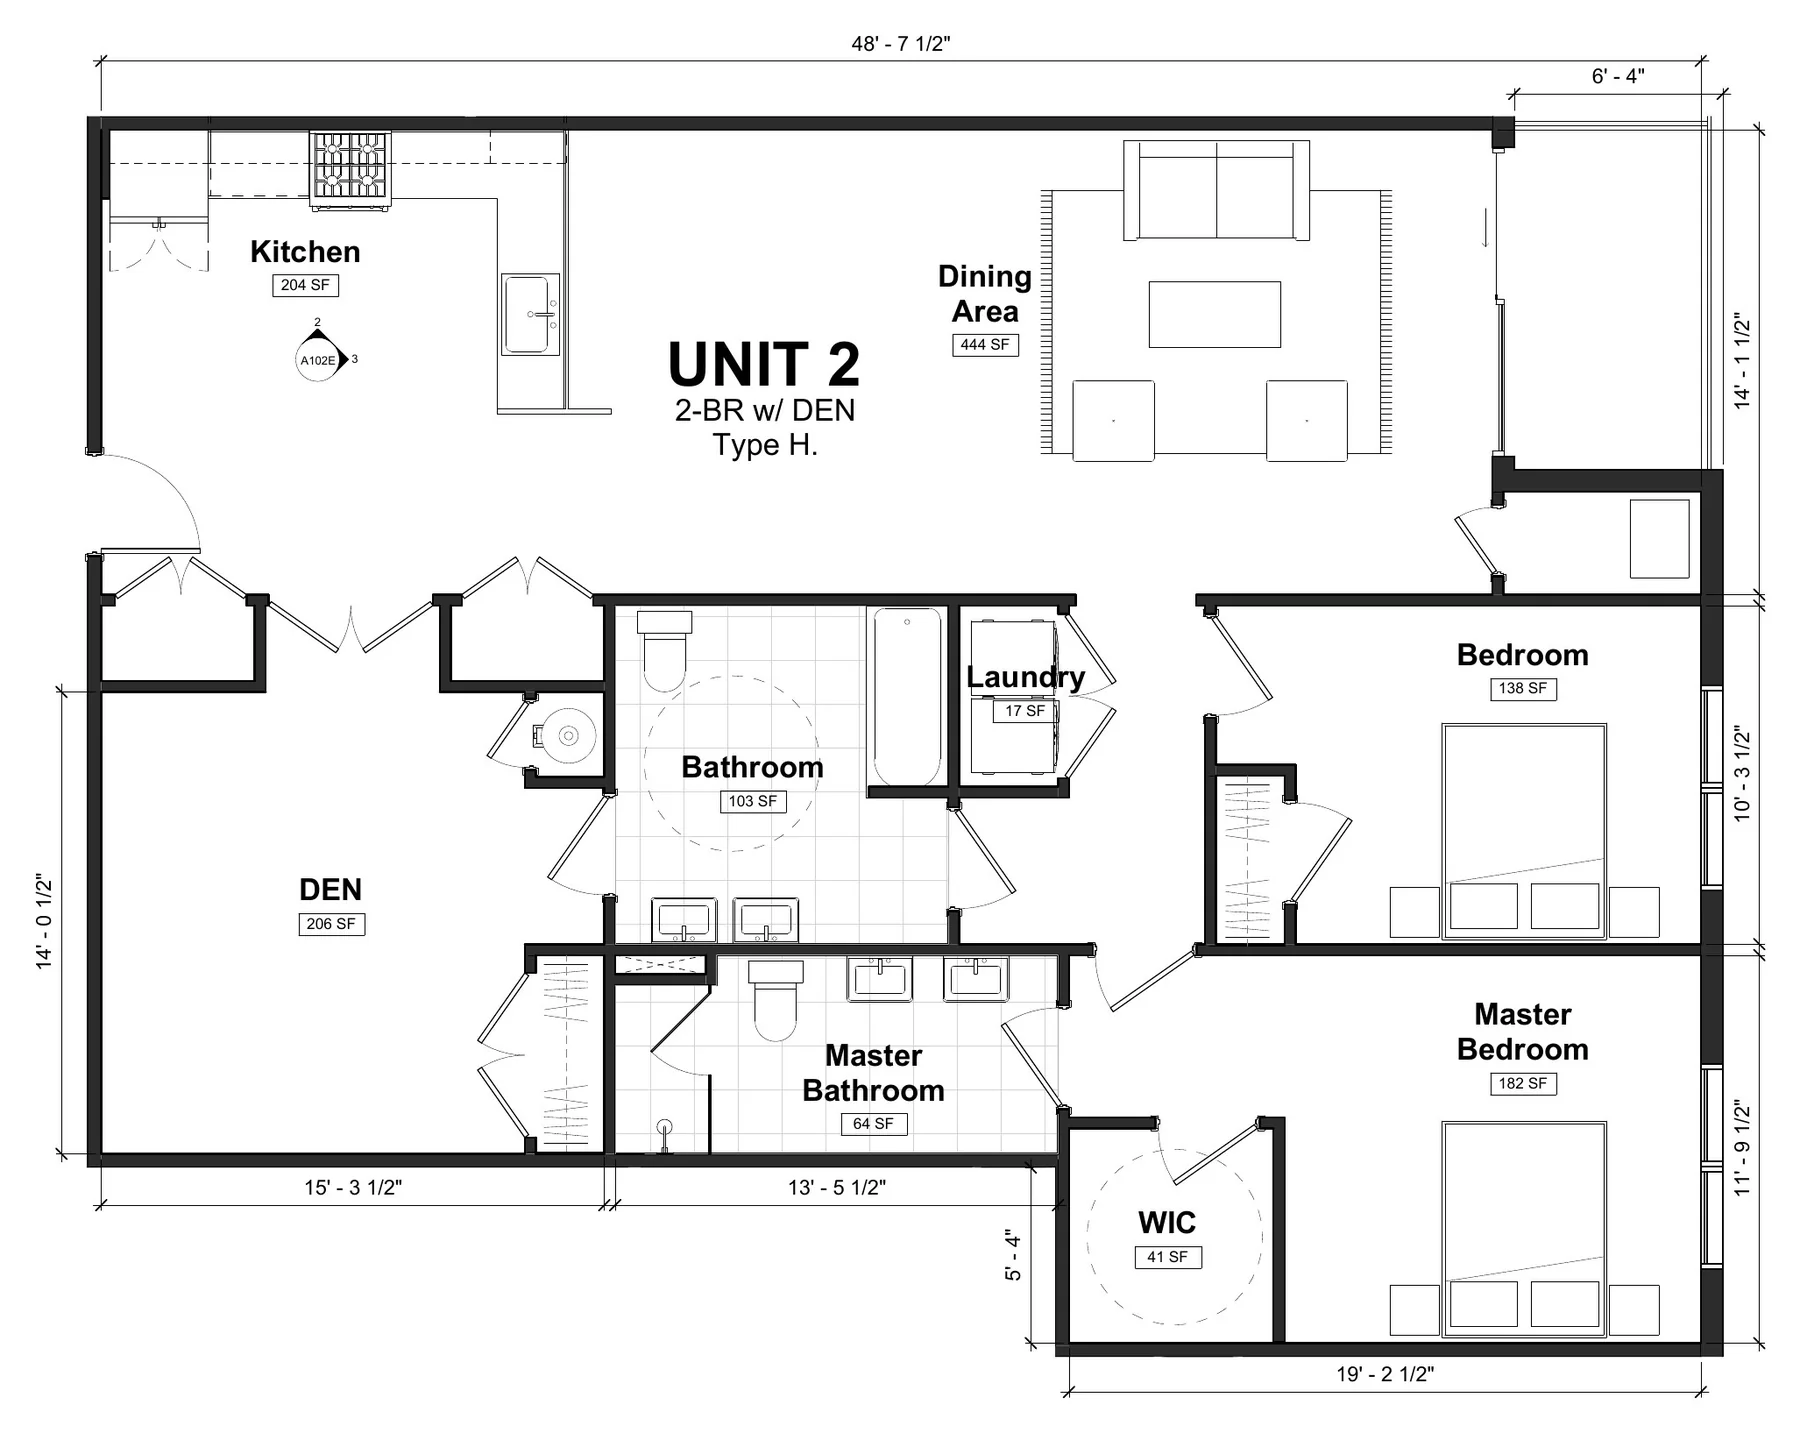 48' - 7 1/2"
6' - 4"
Kitchen
204 SF
2
A102E
3
Dining
Area
444 SF
UNIT 2
2-BR w/ DEN
Type H.
14' - 1 1/2"
Laundry
17 SF
Bedroom
138 SF
10' - 3 1/2"
Bathroom
103 SF
DEN
206 SF
14' - 0 1/2"
Master
Bathroom
64 SF
Master
Bedroom
182 SF
11' - 9 1/2"
15' - 3 1/2"
13' - 5 1/2"
5' - 4"
WIC
41 SF
19' - 2 1/2"